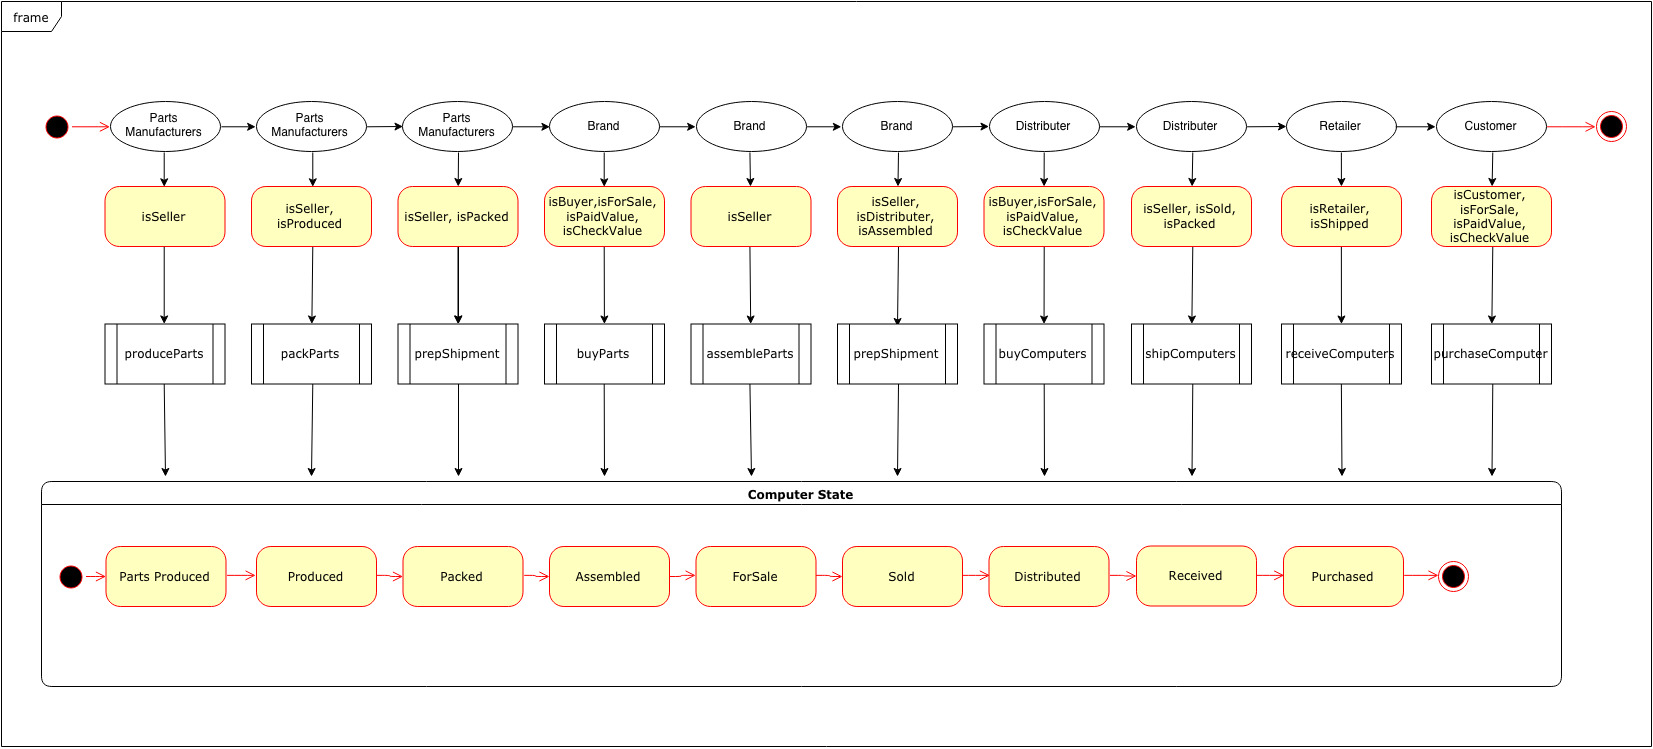 frame
Parts
Manufacturers
Parts
Manufacturers
Parts
Manufacturers
Brand
Brand
Brand
Distributer
Distributer
Retailer
Customer
isSeller
isSeller,
isProduced
isSeller, isPacked
isBuyer,isForSale,
isPaidValue,
isCheckValue
isSeller
isSeller,
isDistributer,
isAssembled
isBuyer,isForSale,
isPaidValue,
isCheckValue
isSeller, isSold,
isPacked
isRetailer,
isShipped
isCustomer,
isForSale,
isPaidValue,
isCheckValue
produceParts
packParts
prepShipment
buyParts
assembleParts
prepShipment
buyComputers
shipComputers
receiveComputers
purchaseComputer
Computer State
Parts Produced
Produced
Packed
Assembled
ForSale
Sold
Distributed
Received
Purchased